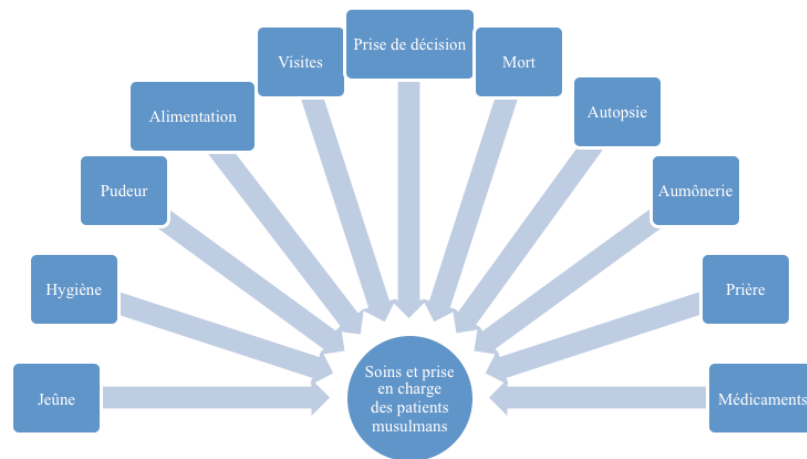 Prise de décision
Visites
Mort
Alimentation
Autopsie
Pudeur
Aumônerie
Hygiène
Prière
Jeûne
Médicaments
Soins et prise
en charge
des patients
musulmans